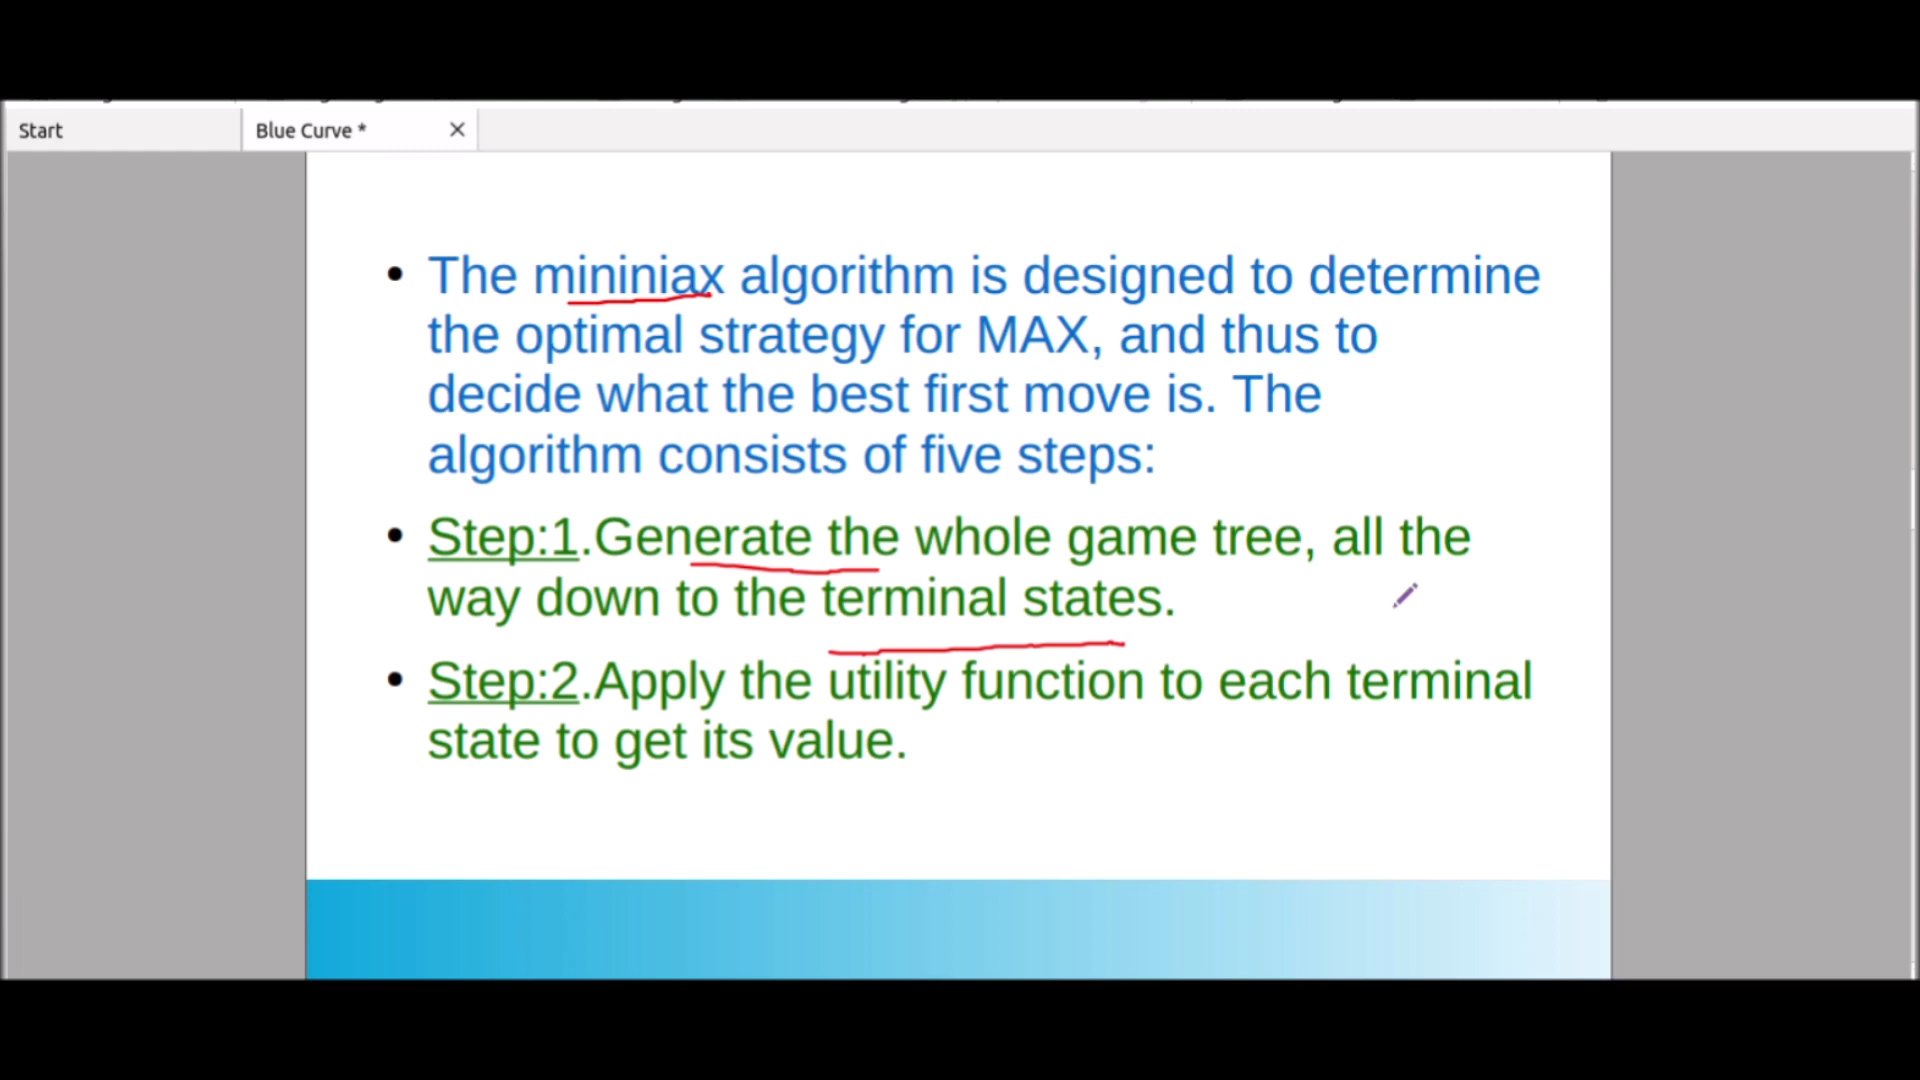 Start
Blue Curve *
• The mininiax algorithm is designed to determine
the optimal strategy for MAX, and thus to
decide what the best first move is. The
algorithm consists of five steps:
• Step:1.Generate the whole game tree, all the
way down to the terminal states.
• Step:2.Apply the utility function to each terminal
state to get its value.